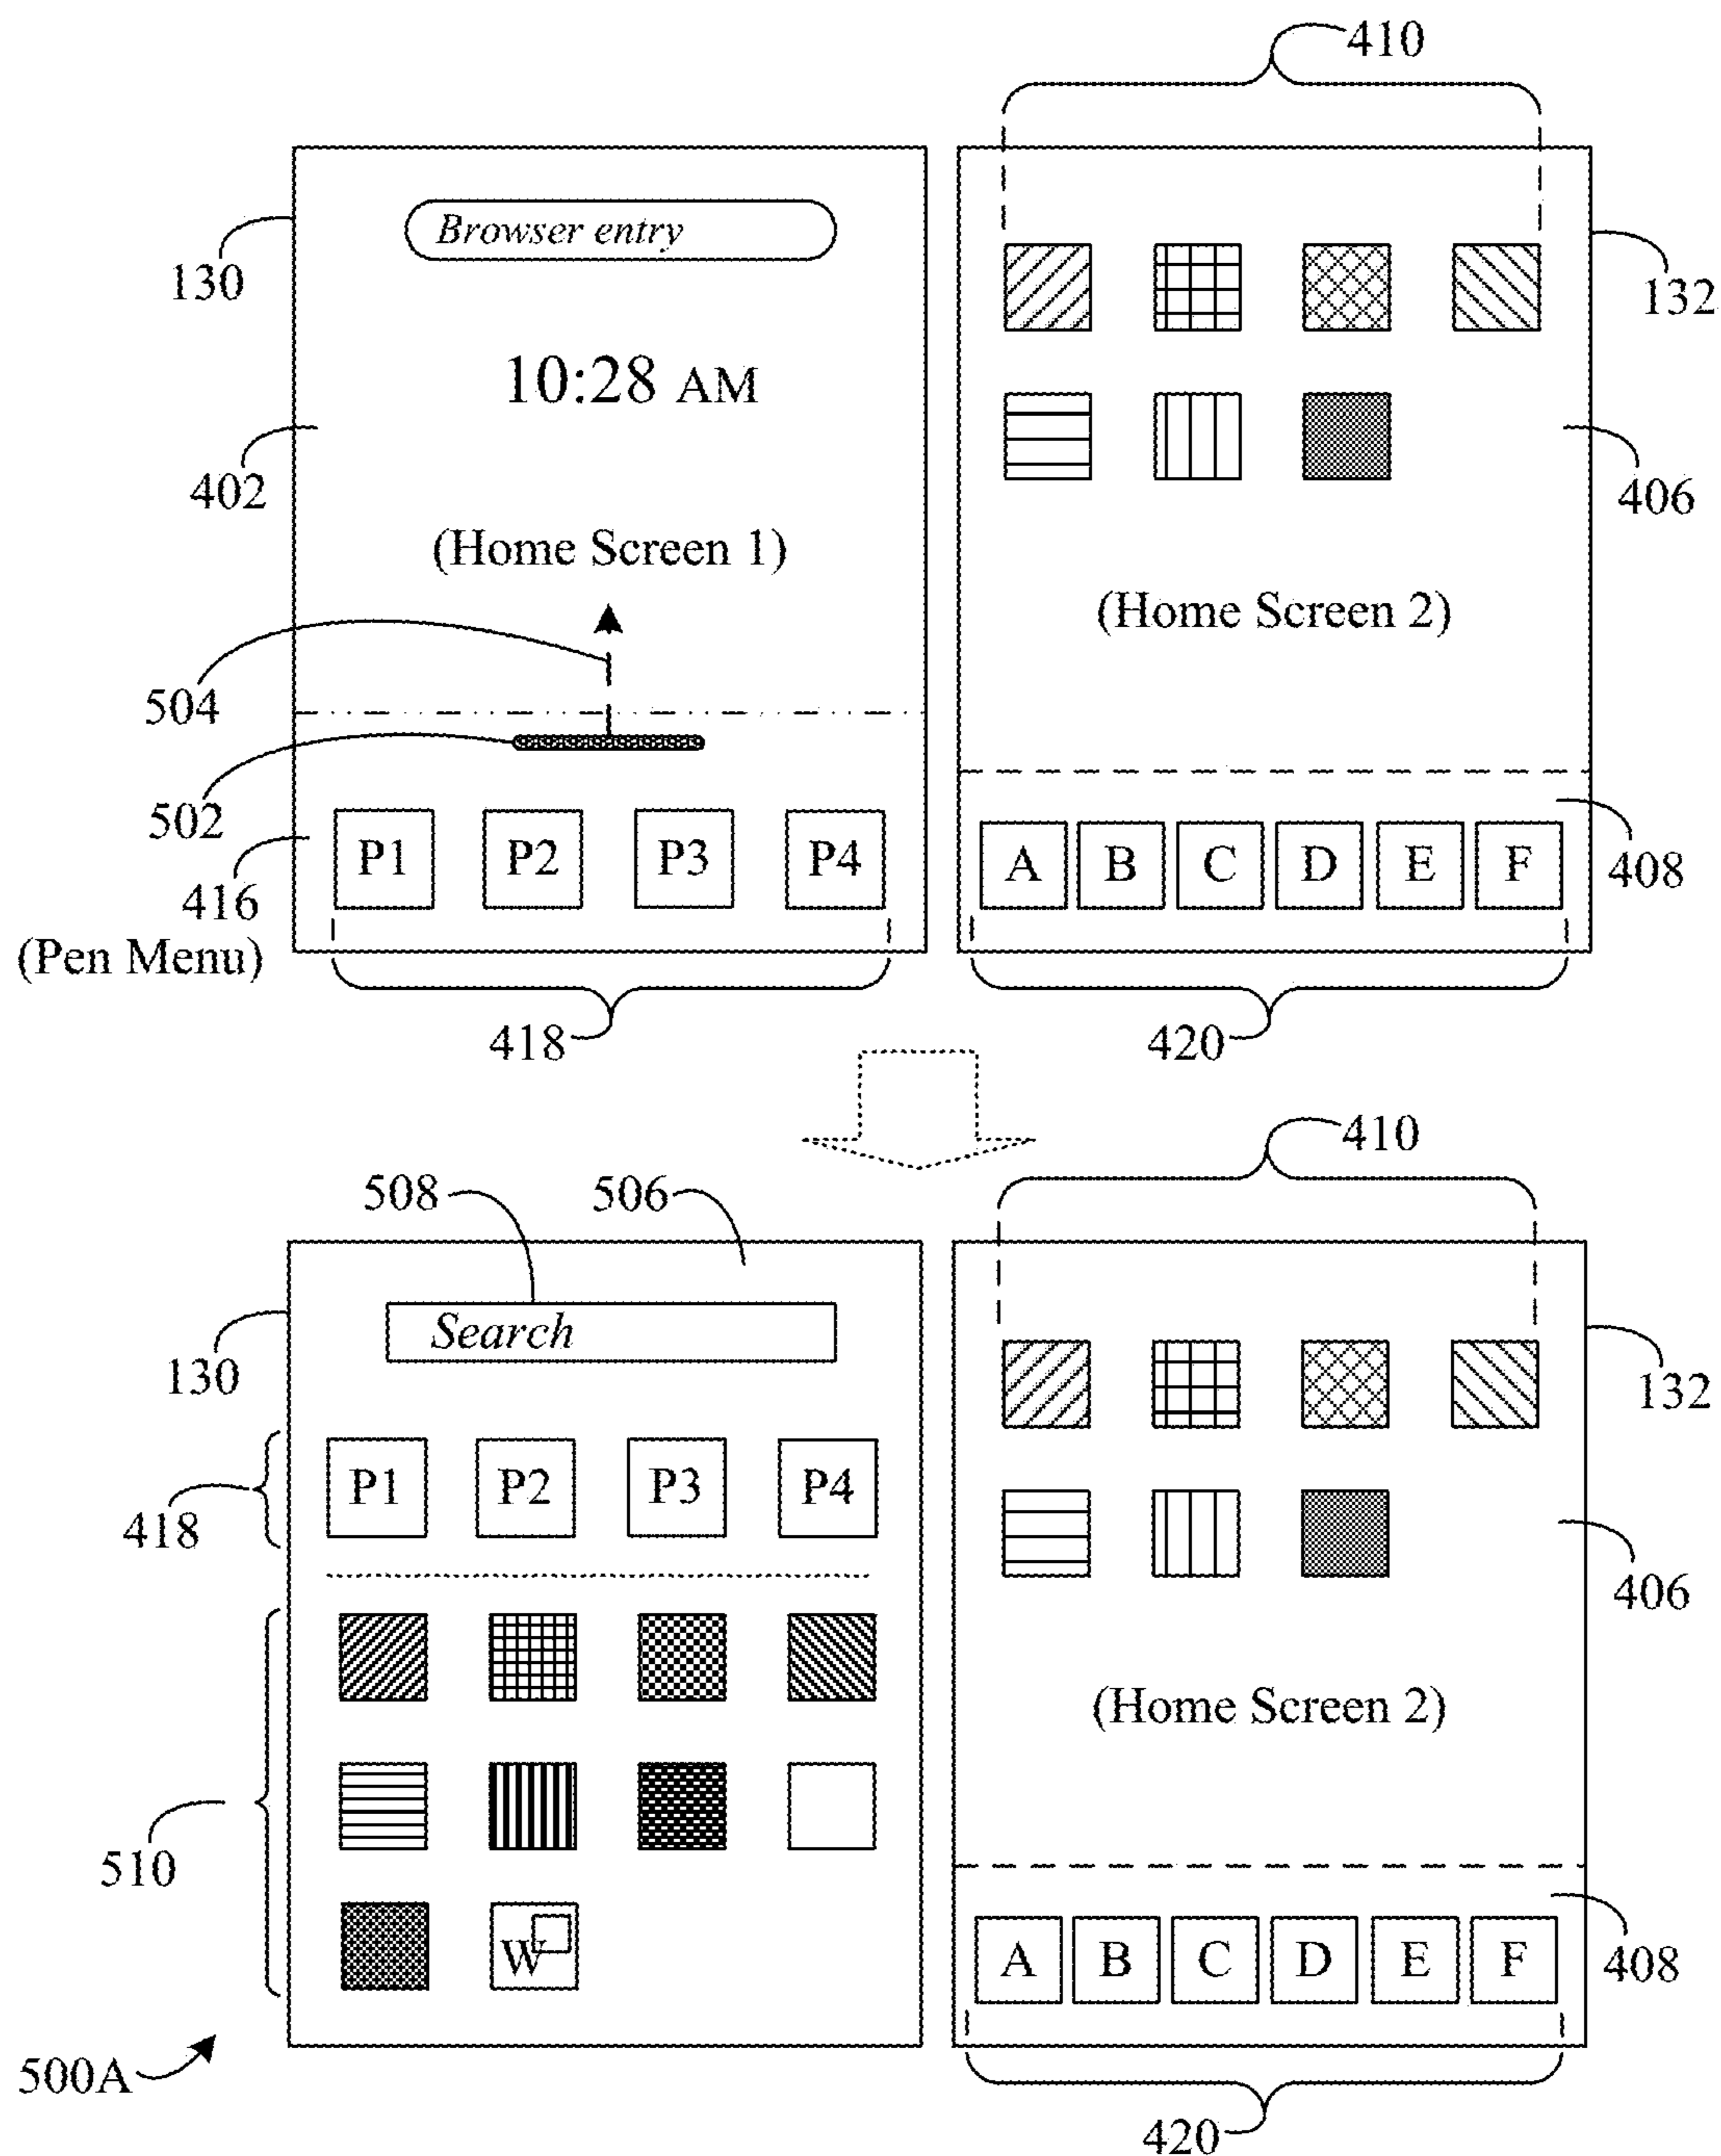 410
Browser entry
130
132
10:28 AM
402
406
(Home Screen 1)
(Home Screen 2)
504
502
P1 P2 P3 P4
A B C D E F
408
416
(Pen Menu)
418
420
410
508
506
Search
130
132
P1 P2 P3 P4
418
406
(Home Screen 2)
510
W
A B C D E F
408
500A
420